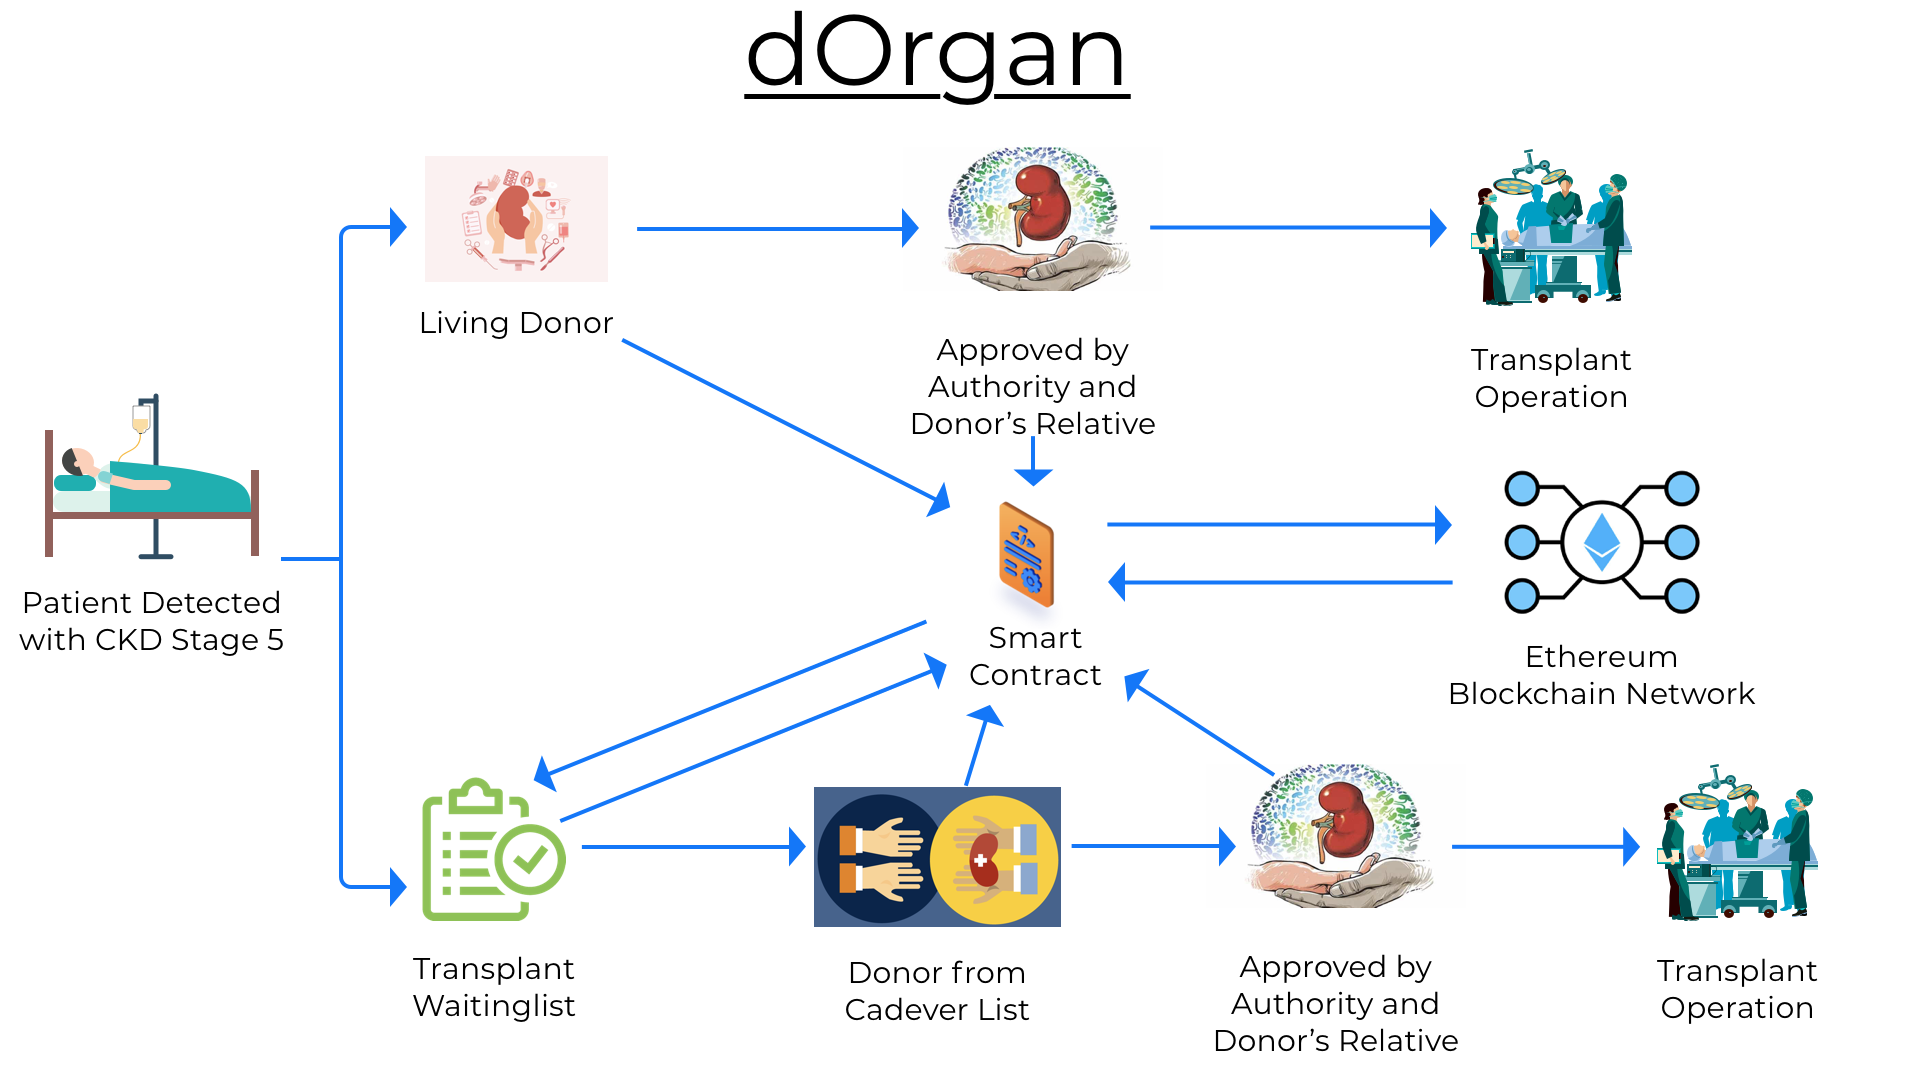 dOrgan
Living Donor
Approved by
Authority and
Donor’s Relative
Transplant
Operation
Patient Detected
with CKD Stage 5
Smart
Contract
Ethereum
Blockchain Network
Transplant
Waitinglist
Donor from
Cadever List
Approved by
Authority and
Donor’s Relative
Transplant
Operation